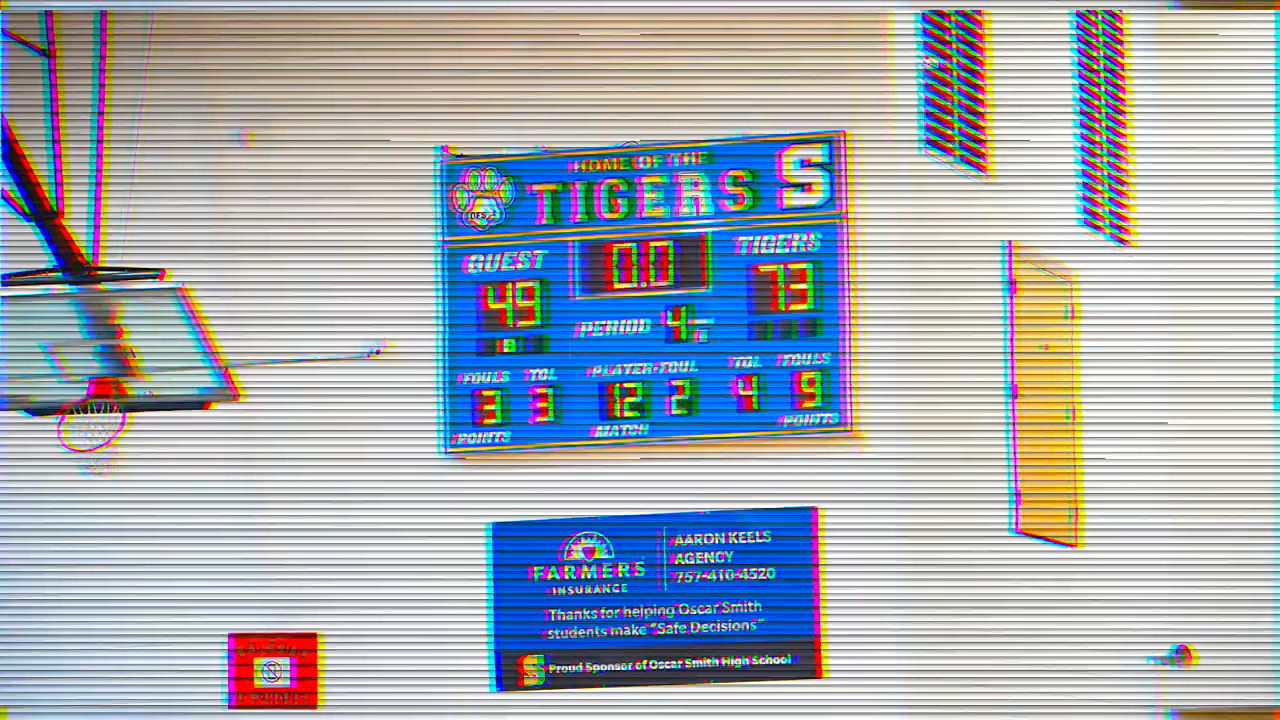 HOME OF THE
TIGERS S
GUEST 0.0 TIGERS
49 73
PERIOD 4
FOULS TOL PLAYER-FOUL TOL FOULS
3 3 12 2 4 9
POINTS MATCH POINTS
FARMERS
INSURANCE
AARON KEELS
AGENCY
757-410-4520
Thanks for helping Oscar Smith
students make "Safe Decisions"
S Proud Sponsor of Oscar Smith High School